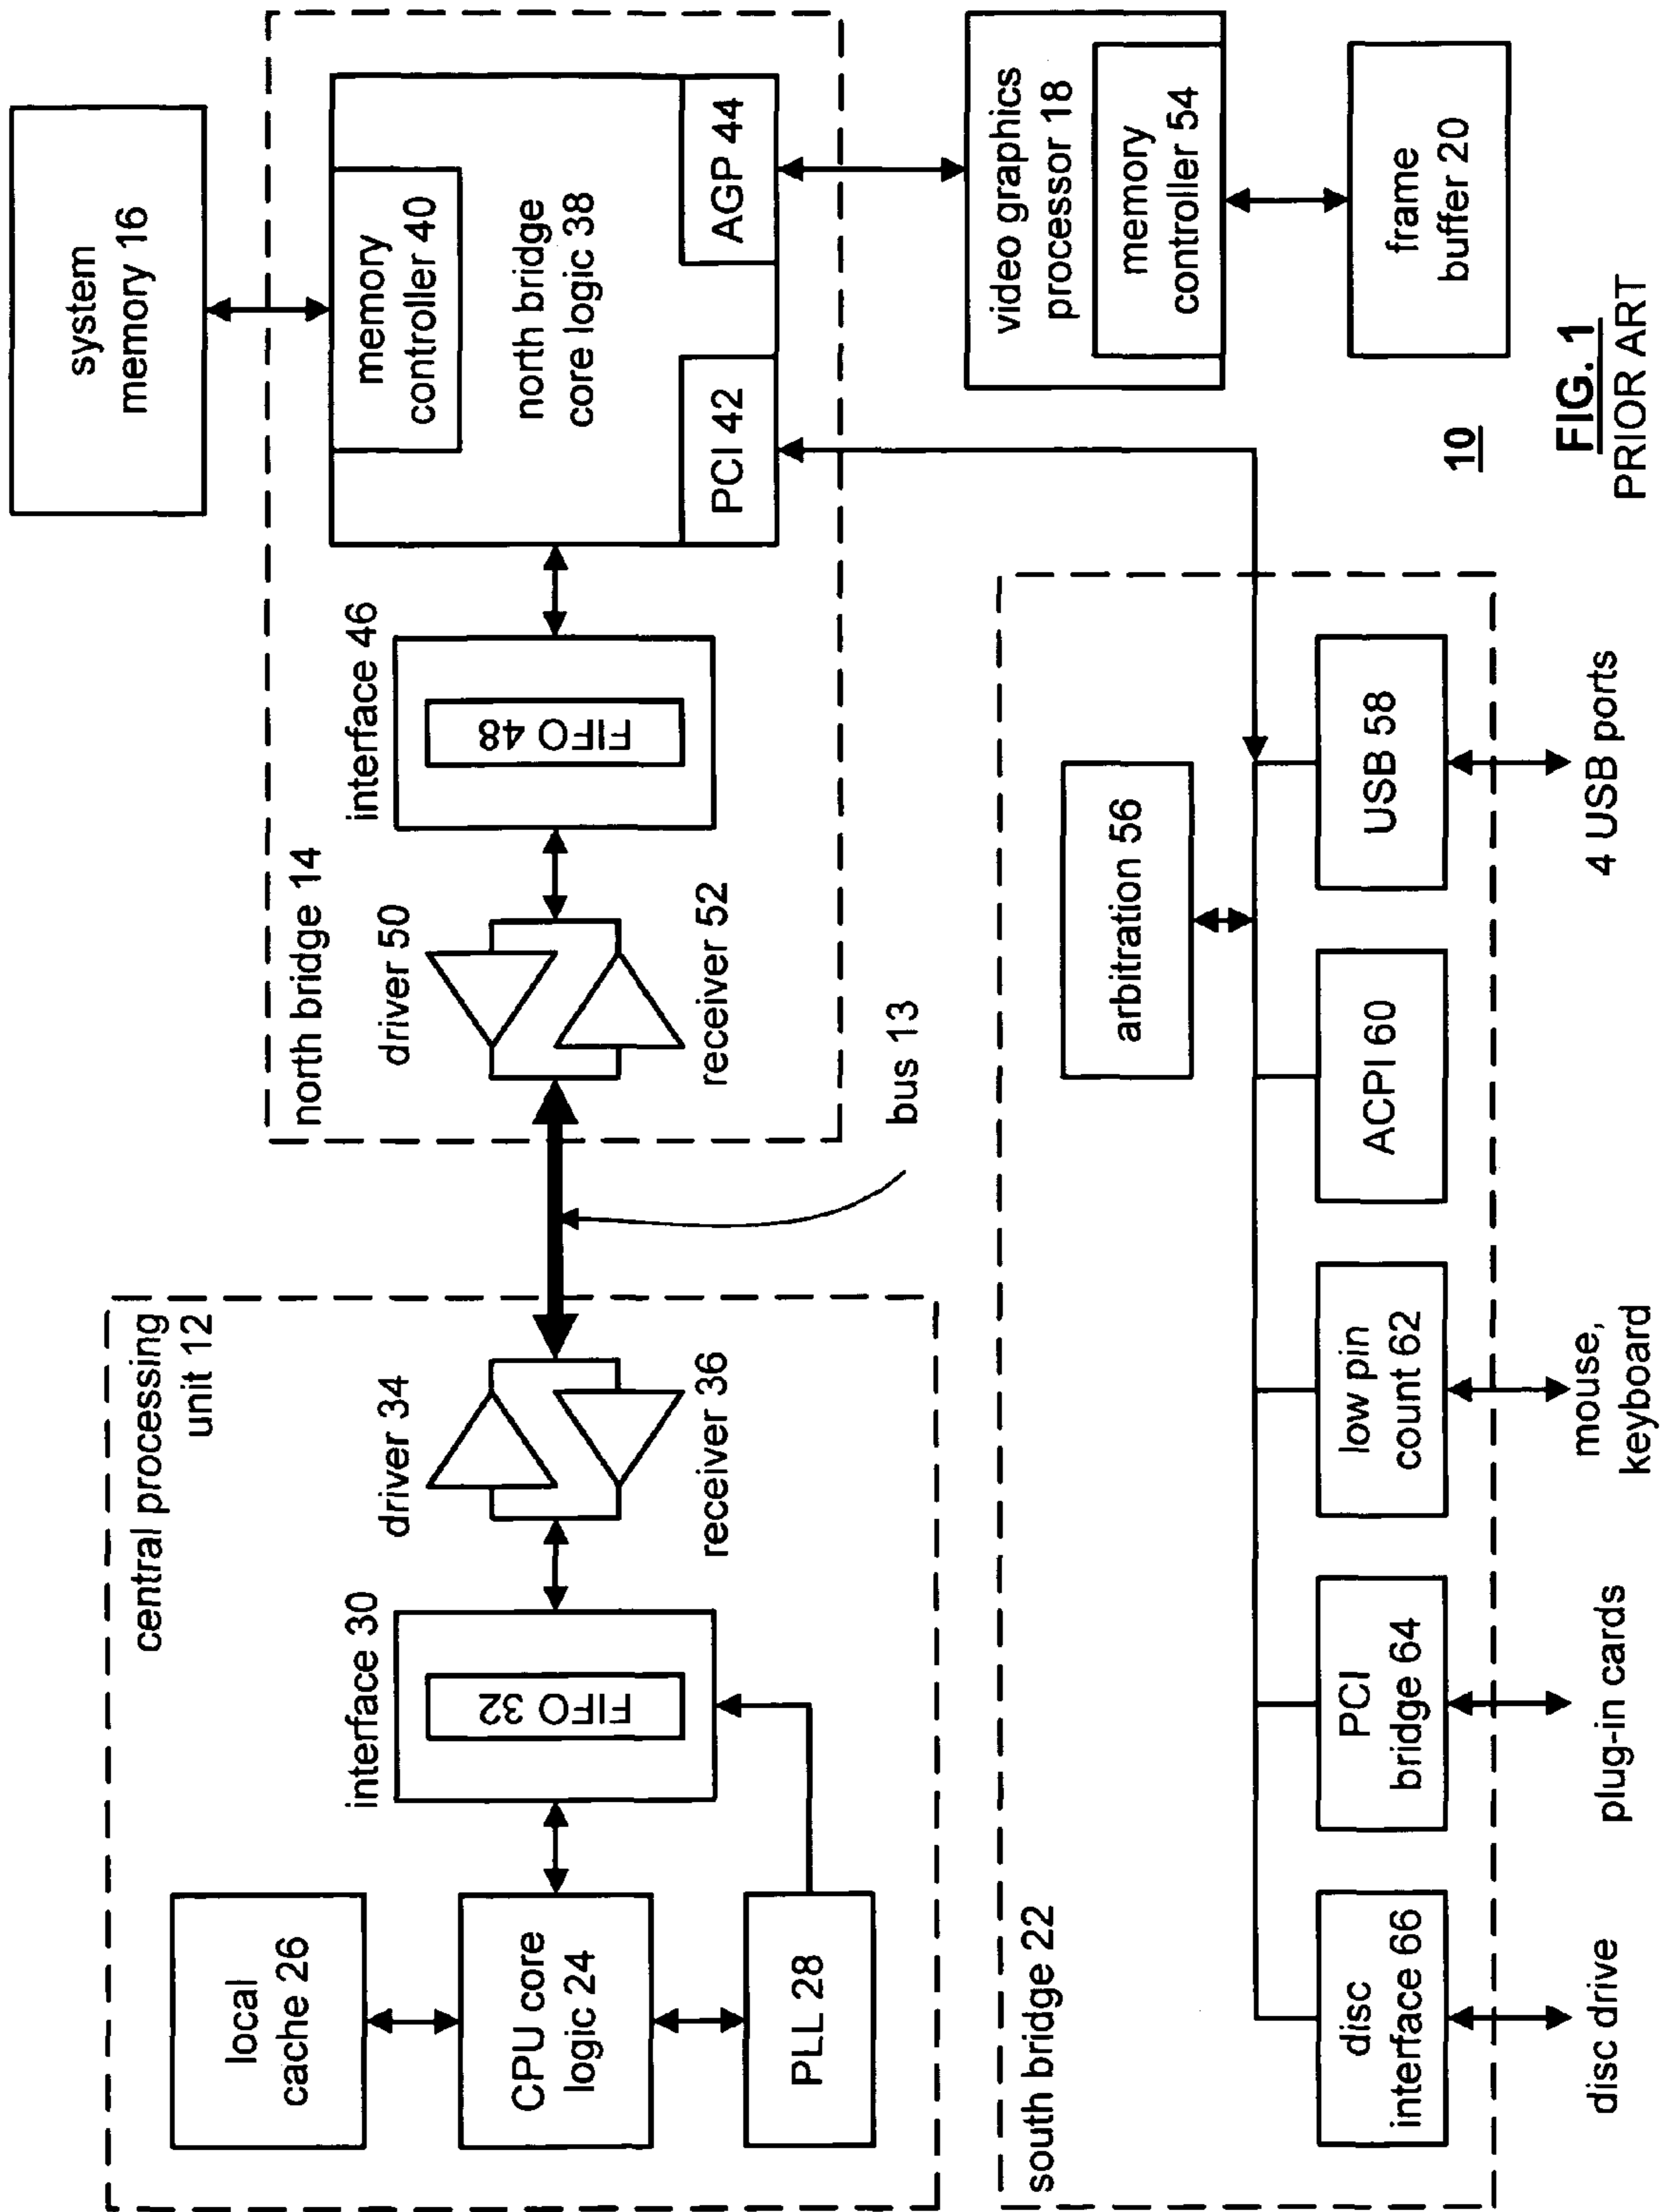 central processing
unit 12
local
cache 26
CPU core
logic 24
PLL 28
interface 30
FIFO 32
driver 34
receiver 36
bus 13
north bridge 14
driver 50
receiver 52
interface 46
FIFO 48
system
memory 16
memory
controller 40
north bridge
core logic 38
PCI 42
AGP 44
video graphics
processor 18
memory
controller 54
frame
buffer 20
south bridge 22
arbitration 56
disc
interface 66
PCI
bridge 64
low pin
count 62
ACPI 60
USB 58
disc drive
plug-in cards
mouse,
keyboard
4 USB ports
10
FIG. 1
PRIOR ART